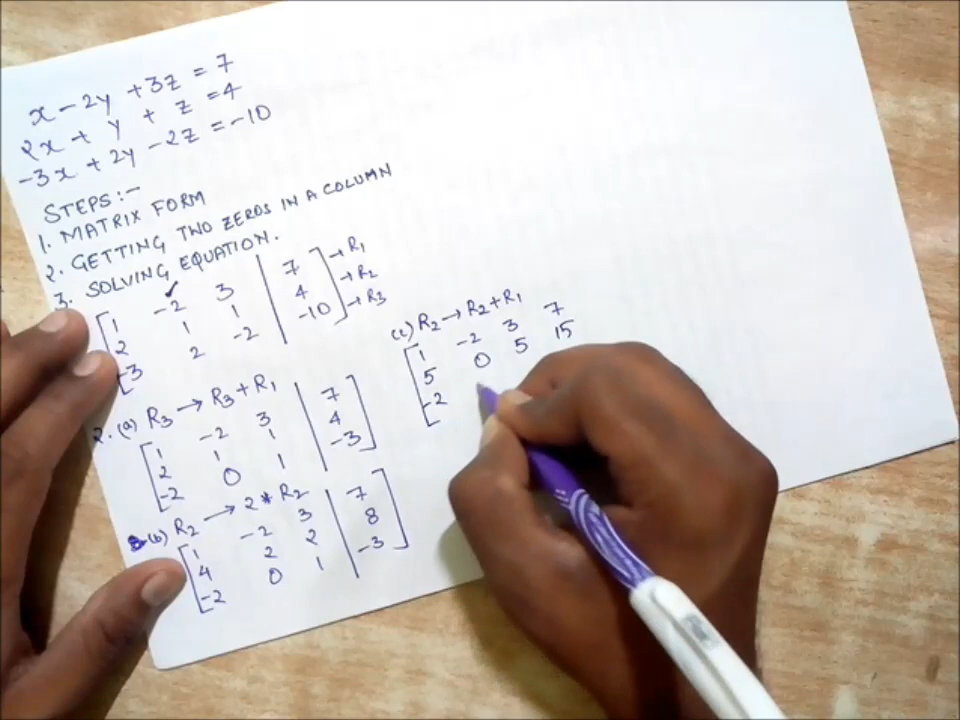 x - 2y + 3z = 7
2x + y + z = 4
-3x + 2y - 2z = -10
STEPS :-
1. MATRIX FORM
2. GETTING TWO ZEROS IN A COLUMN
3. SOLVING EQUATION.
1 -2 3 7 → R1
2 1 1 4 → R2
-3 2 -2 -10 → R3
2. (a) R3 → R3 + R1
1 -2 3 7
2 1 1 4
-2 0 1 -3
(b) R2 → 2 * R2
1 -2 3 7
4 2 2 8
-2 0 1 -3
(c) R2 → R2 + R1
1 -2 3 7
5 0 5 15
-2